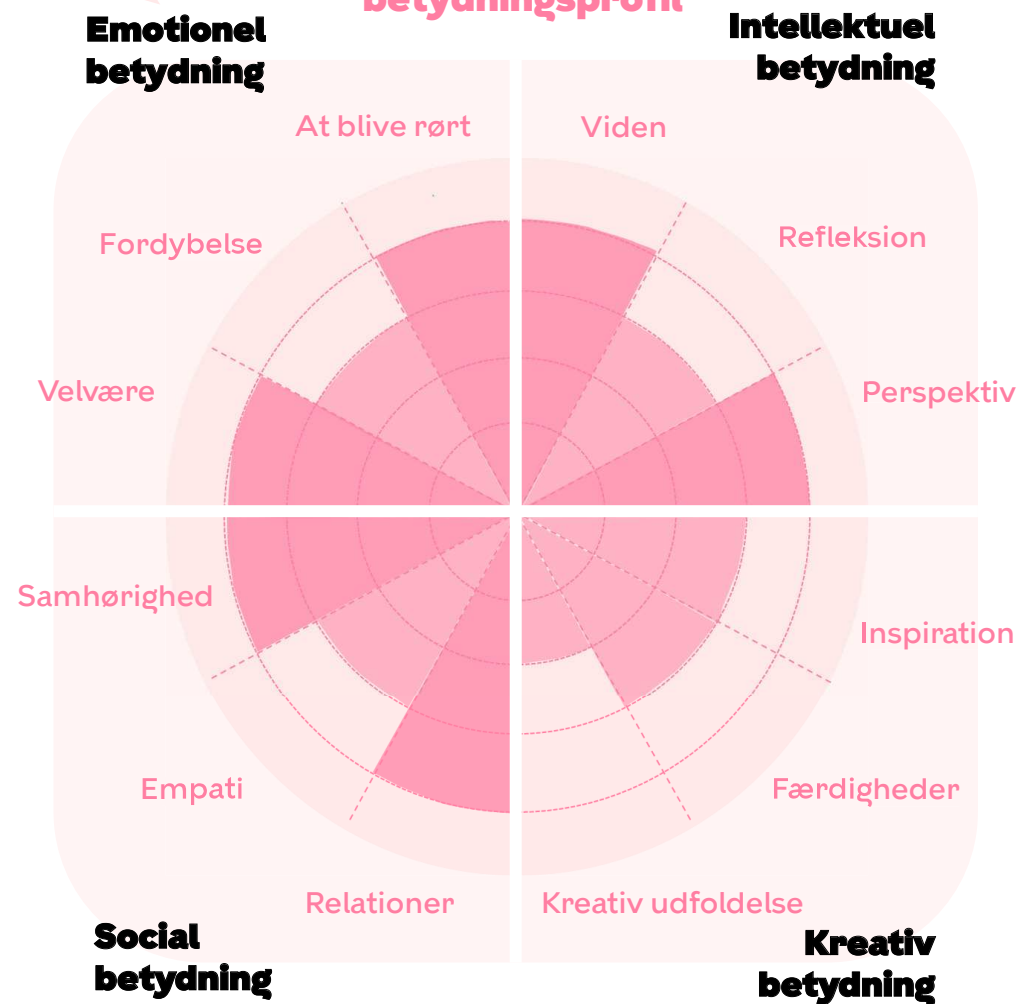 betydningsprofil
Emotionel
betydning
Intellektuel
betydning
At blive rørt
Viden
Fordybelse
Refleksion
Velvære
Perspektiv
Samhørighed
Inspiration
Empati
Færdigheder
Relationer
Kreativ udfoldelse
Social
betydning
Kreativ
betydning